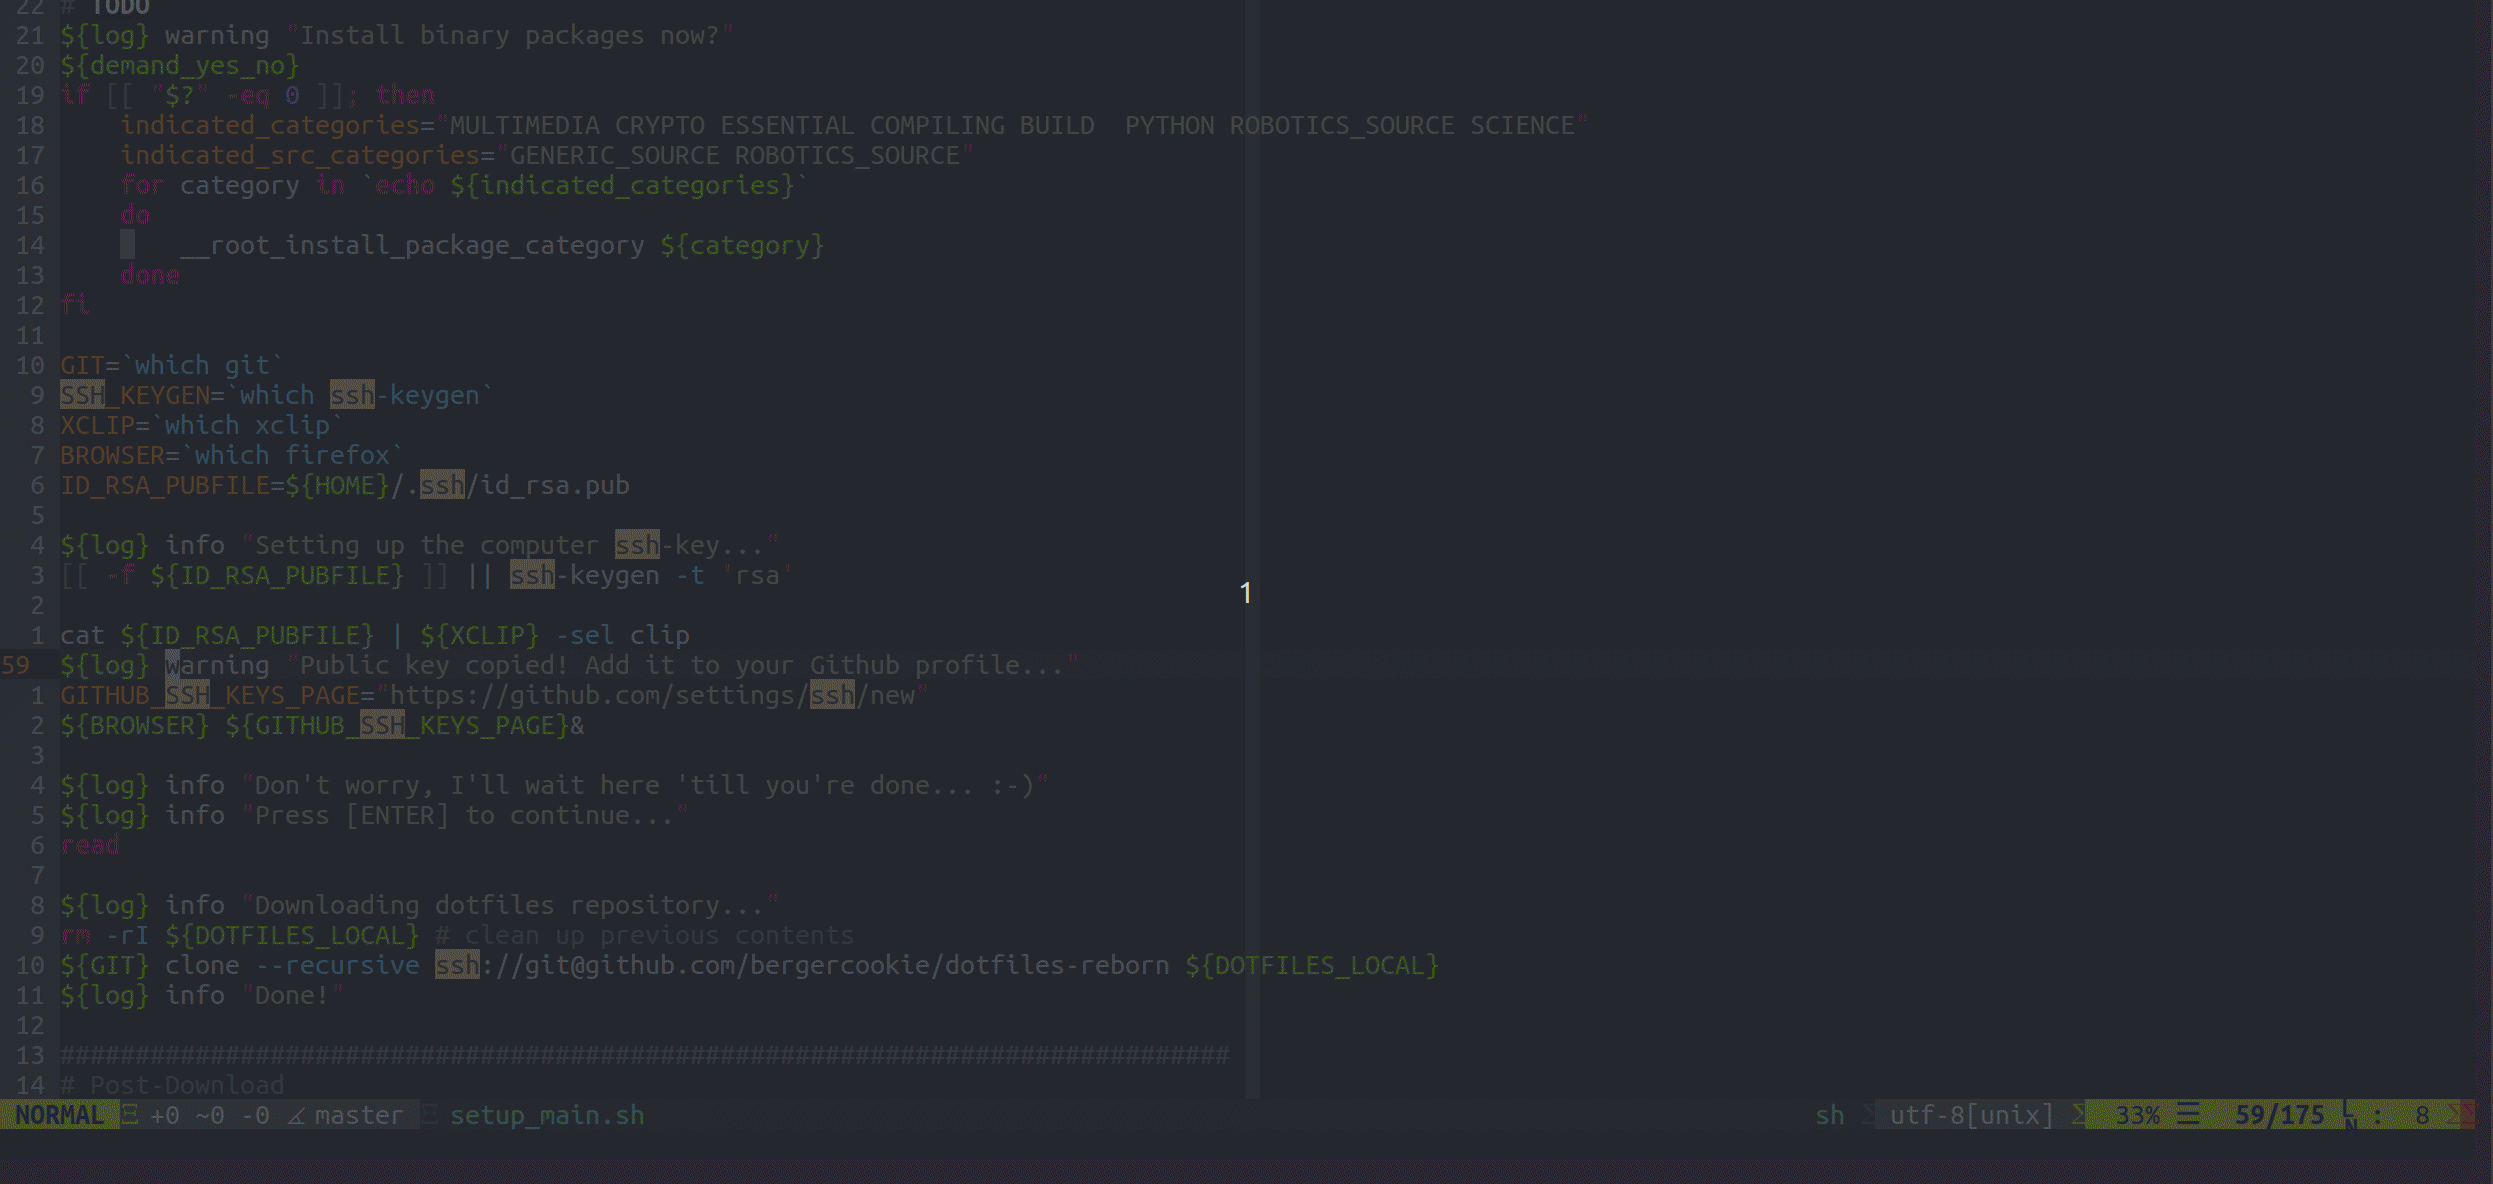 22 # TODO
21 ${log} warning "Install binary packages now?"
20 ${demand_yes_no}
19 if [[ "$?" -eq 0 ]]; then
18     indicated_categories="MULTIMEDIA CRYPTO ESSENTIAL COMPILING BUILD  PYTHON ROBOTICS_SOURCE SCIENCE"
17     indicated_src_categories="GENERIC_SOURCE ROBOTICS_SOURCE"
16     for category in `echo ${indicated_categories}`
15     do
14         __root_install_package_category ${category}
13     done
12 fi
11
10 GIT=`which git`
9 SSH_KEYGEN=`which ssh-keygen`
8 XCLIP=`which xclip`
7 BROWSER=`which firefox`
6 ID_RSA_PUBFILE=${HOME}/.ssh/id_rsa.pub
5
4 ${log} info "Setting up the computer ssh-key..."
3 [[ -f ${ID_RSA_PUBFILE} ]] || ssh-keygen -t 'rsa'
1
2
1 cat ${ID_RSA_PUBFILE} | ${XCLIP} -sel clip
59 ${log} warning "Public key copied! Add it to your Github profile..."
1 GITHUB_SSH_KEYS_PAGE="https://github.com/settings/ssh/new"
2 ${BROWSER} ${GITHUB_SSH_KEYS_PAGE}&
3
4 ${log} info "Don't worry, I'll wait here 'till you're done... :-)"
5 ${log} info "Press [ENTER] to continue..."
6 read
7
8 ${log} info "Downloading dotfiles repository..."
9 rm -rI ${DOTFILES_LOCAL} # clean up previous contents
10 ${GIT} clone --recursive ssh://git@github.com/bergercookie/dotfiles-reborn ${DOTFILES_LOCAL}
11 ${log} info "Done!"
12
13 ##############################################################################
14 # Post-Download
NORMAL +0 ~0 -0 master setup_main.sh sh utf-8[unix] 33% ☰ 59/175 : 8